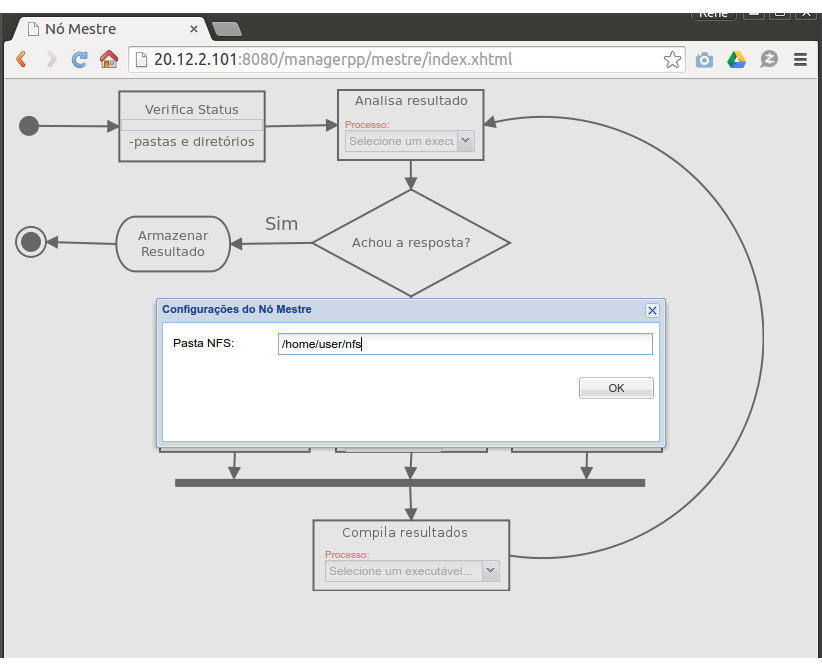 René
Nó Mestre
20.12.2.101:8080/managerpp/mestre/index.xhtml
Verifica Status
-pastas e diretórios
Analisa resultado
Processo:
Selecione um execu
Sim
Achou a resposta?
Armazenar
Resultado
Configurações do Nó Mestre
Pasta NFS:
/home/user/nfs
OK
Compila resultados
Processo:
Selecione um executável...